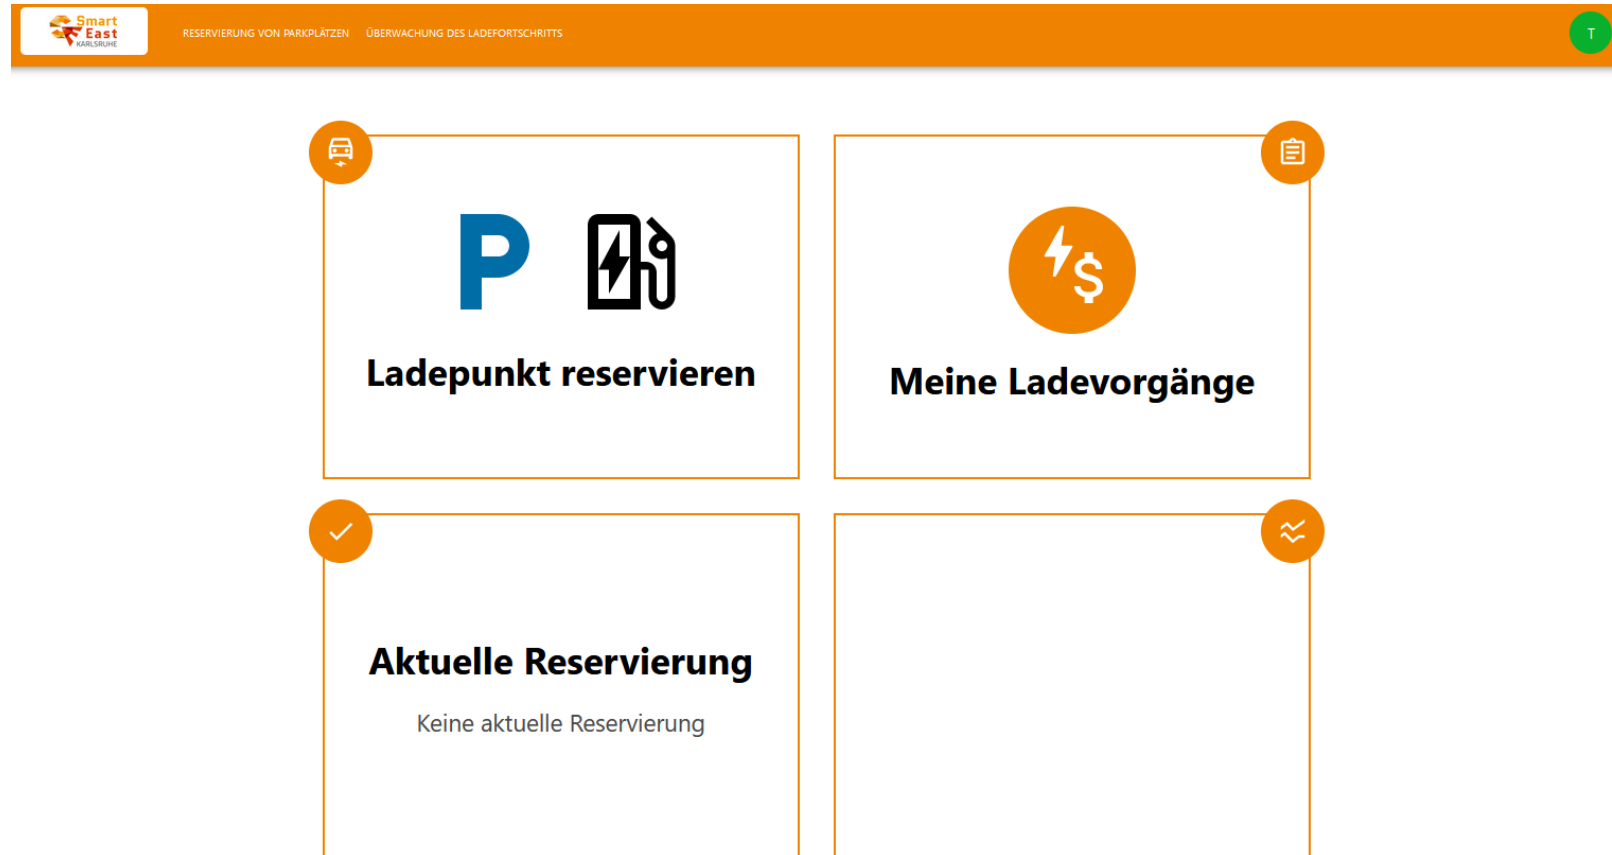 Smart
East
KARLSRUHE
RESERVIERUNG VON PARKPLÄTZEN ÜBERWACHUNG DES LADEFORTSCHRITTS
T
P
$
Ladepunkt reservieren
Meine Ladevorgänge
Aktuelle Reservierung
Keine aktuelle Reservierung